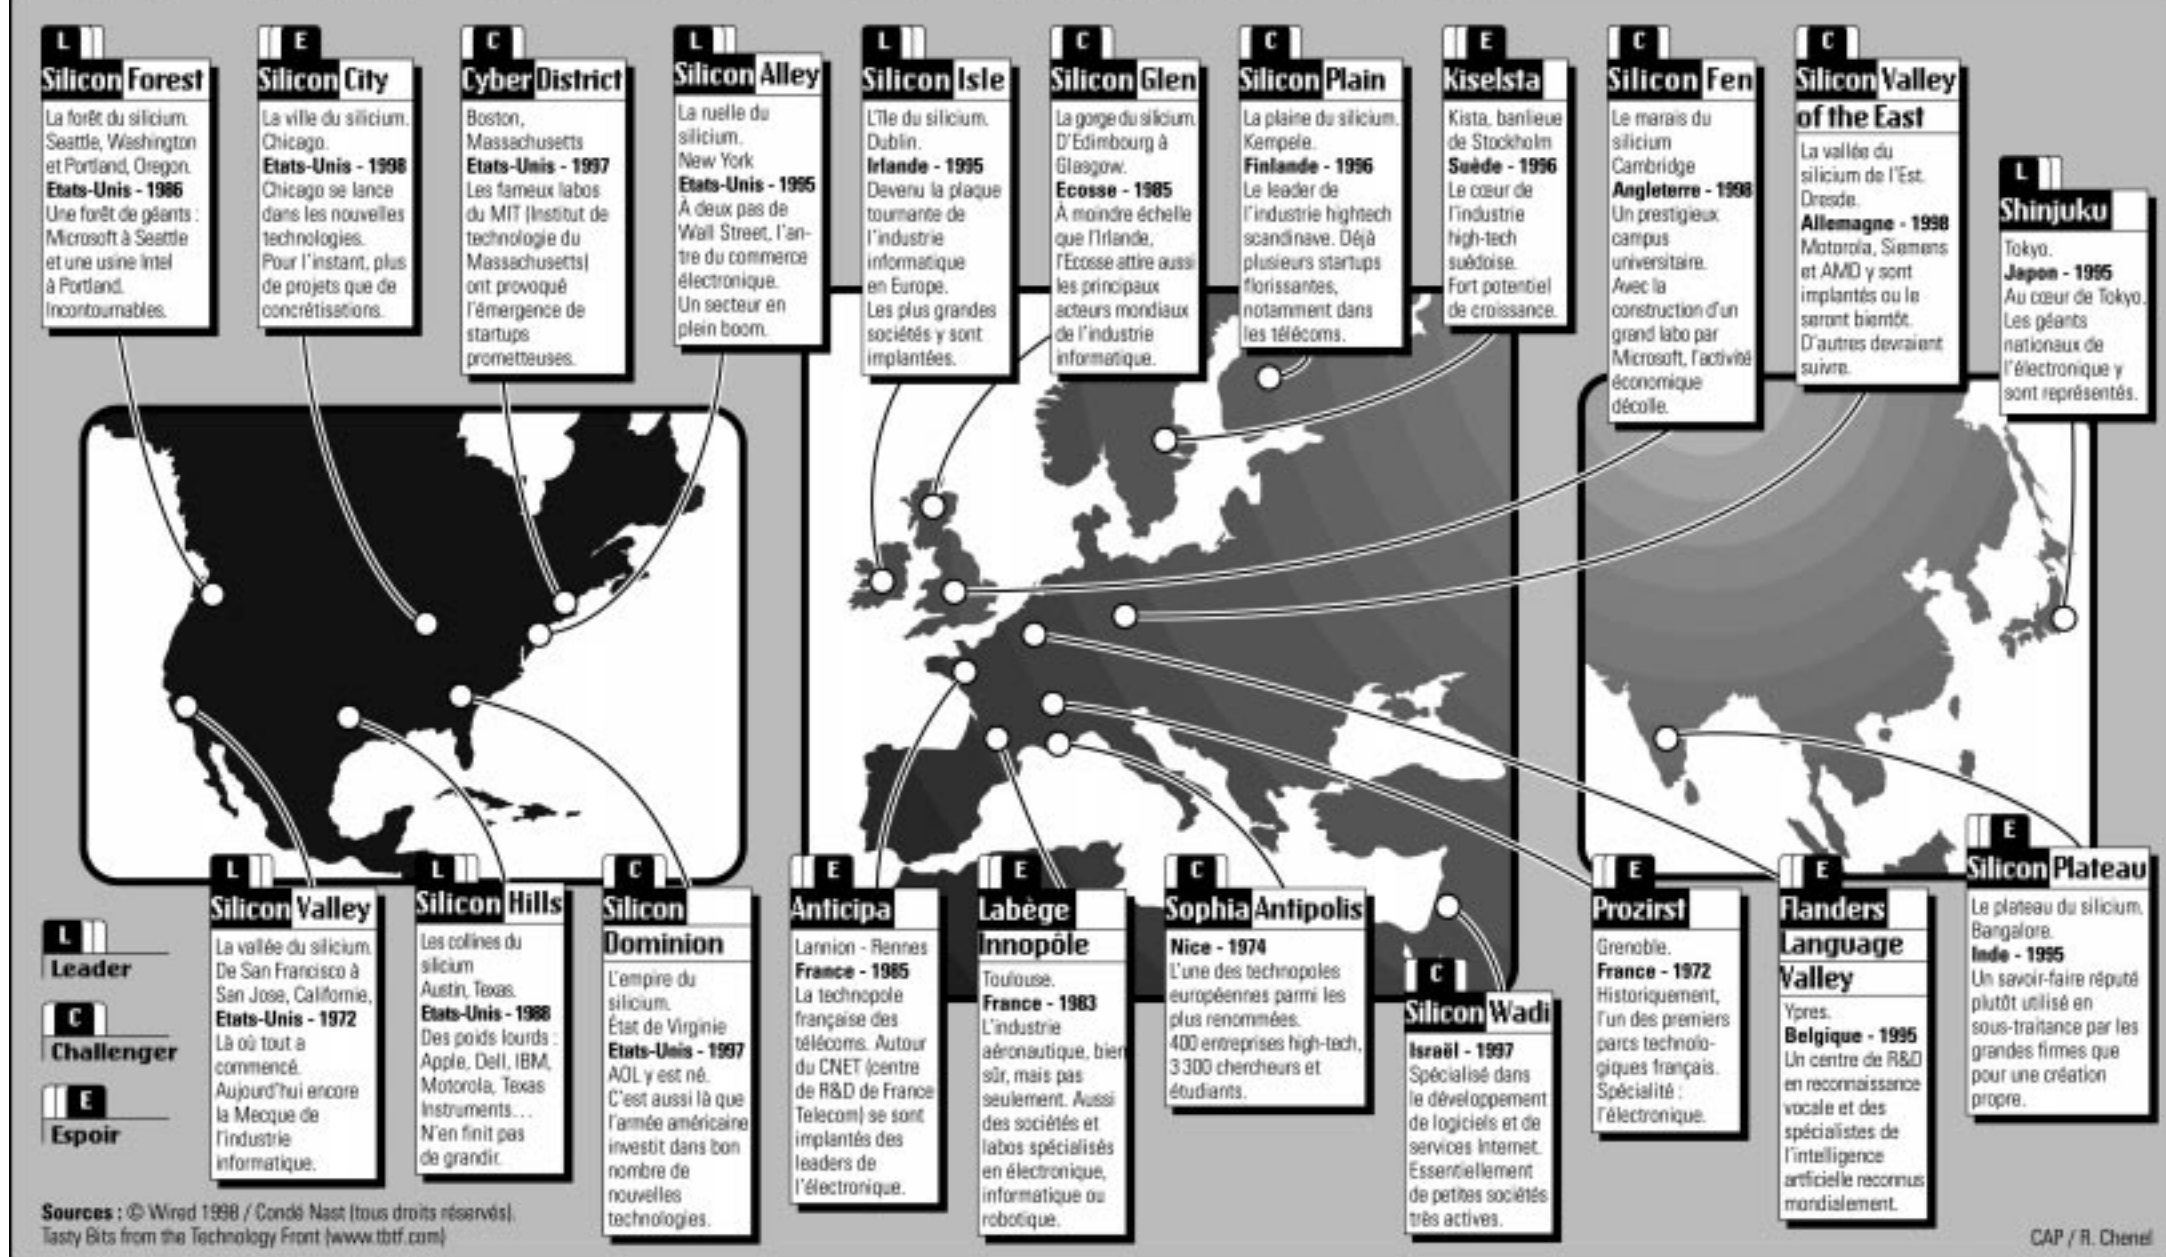 L
Silicon Forest
La forêt du silicium.
Seattle, Washington
et Portland, Oregon.
Etats-Unis - 1986
Une forêt de géants :
Microsoft à Seattle
et une usine Intel
à Portland.
Incontournables.
E
Silicon City
La ville du silicium.
Chicago.
Etats-Unis - 1998
Chicago se lance
dans les nouvelles
technologies.
Pour l'instant, plus
de projets que de
concrétisations.
C
Cyber District
Boston,
Massachusetts
Etats-Unis - 1997
Les fameux labos
du MIT (Institut de
technologie du
Massachusetts)
ont provoqué
l'émergence de
startups
prometteuses.
L
Silicon Alley
La ruelle du
silicium.
New York
Etats-Unis - 1995
À deux pas de
Wall Street, l'an-
tre du commerce
électronique.
Un secteur en
plein boom.
L
Silicon Isle
L'île du silicium.
Dublin.
Irlande - 1995
Devenu la plaque
tournante de
l'industrie
informatique
en Europe.
Les plus grandes
sociétés y sont
implantées.
C
Silicon Glen
La gorge du silicium.
D'Edimbourg à
Glasgow.
Ecosse - 1985
À moindre échelle
que l'Irlande,
l'Ecosse attire aussi
les principaux
acteurs mondiaux
de l'industrie
informatique.
C
Silicon Plain
La plaine du silicium.
Kempele.
Finlande - 1996
Le leader de
l'industrie hightech
scandinave. Déjà
plusieurs startups
florissantes,
notamment dans
les télécoms.
E
Kiselsta
Kista, banlieue
de Stockholm
Suède - 1996
Le cœur de
l'industrie
high-tech
suédoise.
Fort potentiel
de croissance.
C
Silicon Fen
Le marais du
silicium
Cambridge
Angleterre - 1998
Un prestigieux
campus
universitaire.
Avec la
construction d'un
grand labo par
Microsoft, l'activité
économique
décolle.
C
Silicon Valley
of the East
La vallée du
silicium de l'Est.
Dresde.
Allemagne - 1998
Motorola, Siemens
et AMD y sont
implantés ou le
seront bientôt.
D'autres devraient
suivre.
L
Shinjuku
Tokyo.
Japon - 1995
Au cœur de Tokyo.
Les géants
nationaux de
l'électronique y
sont représentés.
L
Leader
C
Challenger
E
Espoir
L
Silicon Valley
La vallée du silicium.
De San Francisco à
San Jose, Californie,
Etats-Unis - 1972
Là où tout a
commencé.
Aujourd'hui encore
la Mecque de
l'industrie
informatique.
L
Silicon Hills
Les collines du
silicium
Austin, Texas.
Etats-Unis - 1988
Des poids lourds :
Apple, Dell, IBM,
Motorola, Texas
Instruments...
N'en finit pas
de grandir.
C
Silicon
Dominion
L'empire du
silicium.
État de Virginie
Etats-Unis - 1997
AOL y est né.
C'est aussi là que
l'armée américaine
investit dans bon
nombre de
nouvelles
technologies.
E
Anticipa
Lannion - Rennes
France - 1985
La technopole
française des
télécoms. Autour
du CNET (centre
de R&D de France
Telecom) se sont
implantés des
leaders de
l'électronique.
E
Labège
Innopôle
Toulouse.
France - 1983
L'industrie
aéronautique, bien
sûr, mais pas
seulement. Aussi
des sociétés et
labos spécialisés
en électronique,
informatique ou
robotique.
C
Sophia Antipolis
Nice - 1974
L'une des technopoles
européennes parmi les
plus renommées.
400 entreprises high-tech,
3 300 chercheurs et
étudiants.
C
Silicon Wadi
Israël - 1997
Spécialisé dans
le développement
de logiciels et de
services Internet.
Essentiellement
de petites sociétés
très actives.
E
Prozirst
Grenoble.
France - 1972
Historiquement,
l'un des premiers
parcs technolo-
giques français.
Spécialité :
l'électronique.
E
Flanders
Language
Valley
Ypres.
Belgique - 1995
Un centre de R&D
en reconnaissance
vocale et des
spécialistes de
l'intelligence
artficielle reconnus
mondialement.
E
Silicon Plateau
Le plateau du silicium.
Bangalore.
Inde - 1995
Un savoir-faire réputé
plutôt utilisé en
sous-traitance par les
grandes firmes que
pour une création
propre.
Sources : © Wired 1998 / Condé Nast (tous droits réservés).
Tasty Bits from the Technology Front (www.tbtf.com)
CAP / R. Chenel